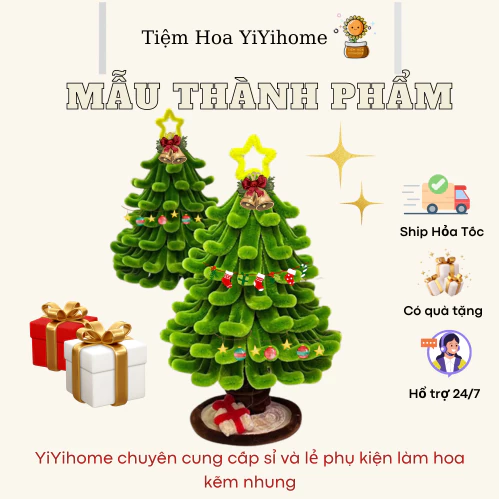 Tiệm Hoa YiYihome
MẪU THÀNH PHẨM
Ship Hỏa Tốc
Có quà tặng
Hổ trợ 24/7
YiYihome chuyên cung cấp sỉ và lẻ phụ kiện làm hoa
kẽm nhung